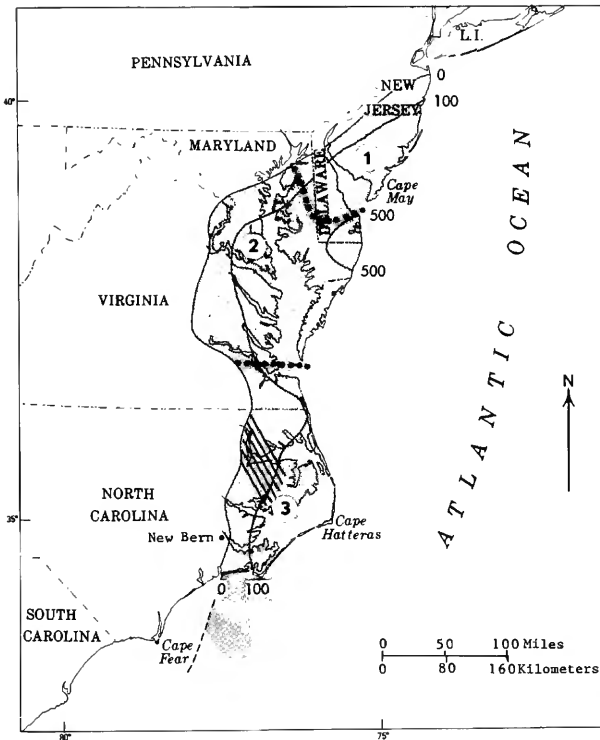 L.I.
PENNSYLVANIA
0
40°
NEW
100
JERSEY
MARYLAND
1
DELAWARE
Cape
May
500
2
500
VIRGINIA
ATLANTIC OCEAN
N
NORTH
CAROLINA
35°
3
Cape
Hatteras
New Bern
0 100
SOUTH
CAROLINA
Cape
Fear
0 50 100 Miles
0 80 160 Kilometers
80°
75°